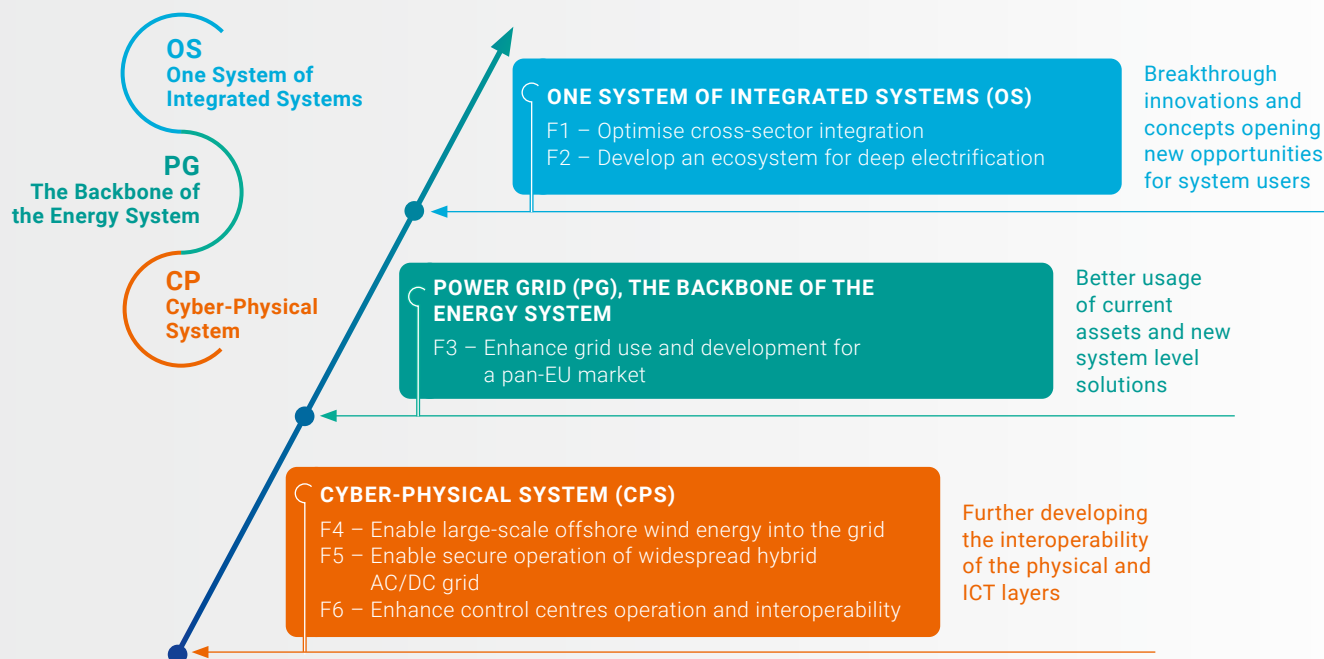 OS
One System of
Integrated Systems
PG
The Backbone of
the Energy System
CP
Cyber-Physical
System
ONE SYSTEM OF INTEGRATED SYSTEMS (OS)
F1 – Optimise cross-sector integration
F2 – Develop an ecosystem for deep electrification
Breakthrough
innovations and
concepts opening
new opportunities
for system users
POWER GRID (PG), THE BACKBONE OF THE
ENERGY SYSTEM
F3 – Enhance grid use and development for
a pan-EU market
Better usage
of current
assets and new
system level
solutions
CYBER-PHYSICAL SYSTEM (CPS)
F4 – Enable large-scale offshore wind energy into the grid
F5 – Enable secure operation of widespread hybrid
AC/DC grid
F6 – Enhance control centres operation and interoperability
Further developing
the interoperability
of the physical and
ICT layers